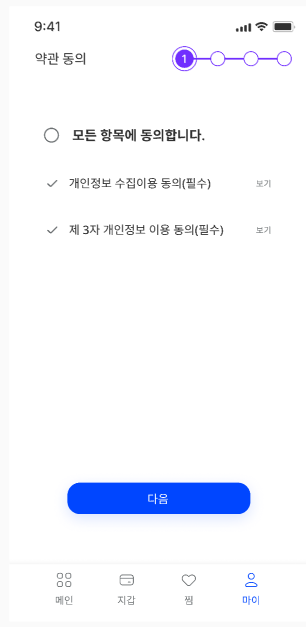 9:41
약관 동의
1
모든 항목에 동의합니다.
개인정보 수집이용 동의(필수) 보기
제 3자 개인정보 이용 동의(필수) 보기
다음
메인 지갑 찜 마이